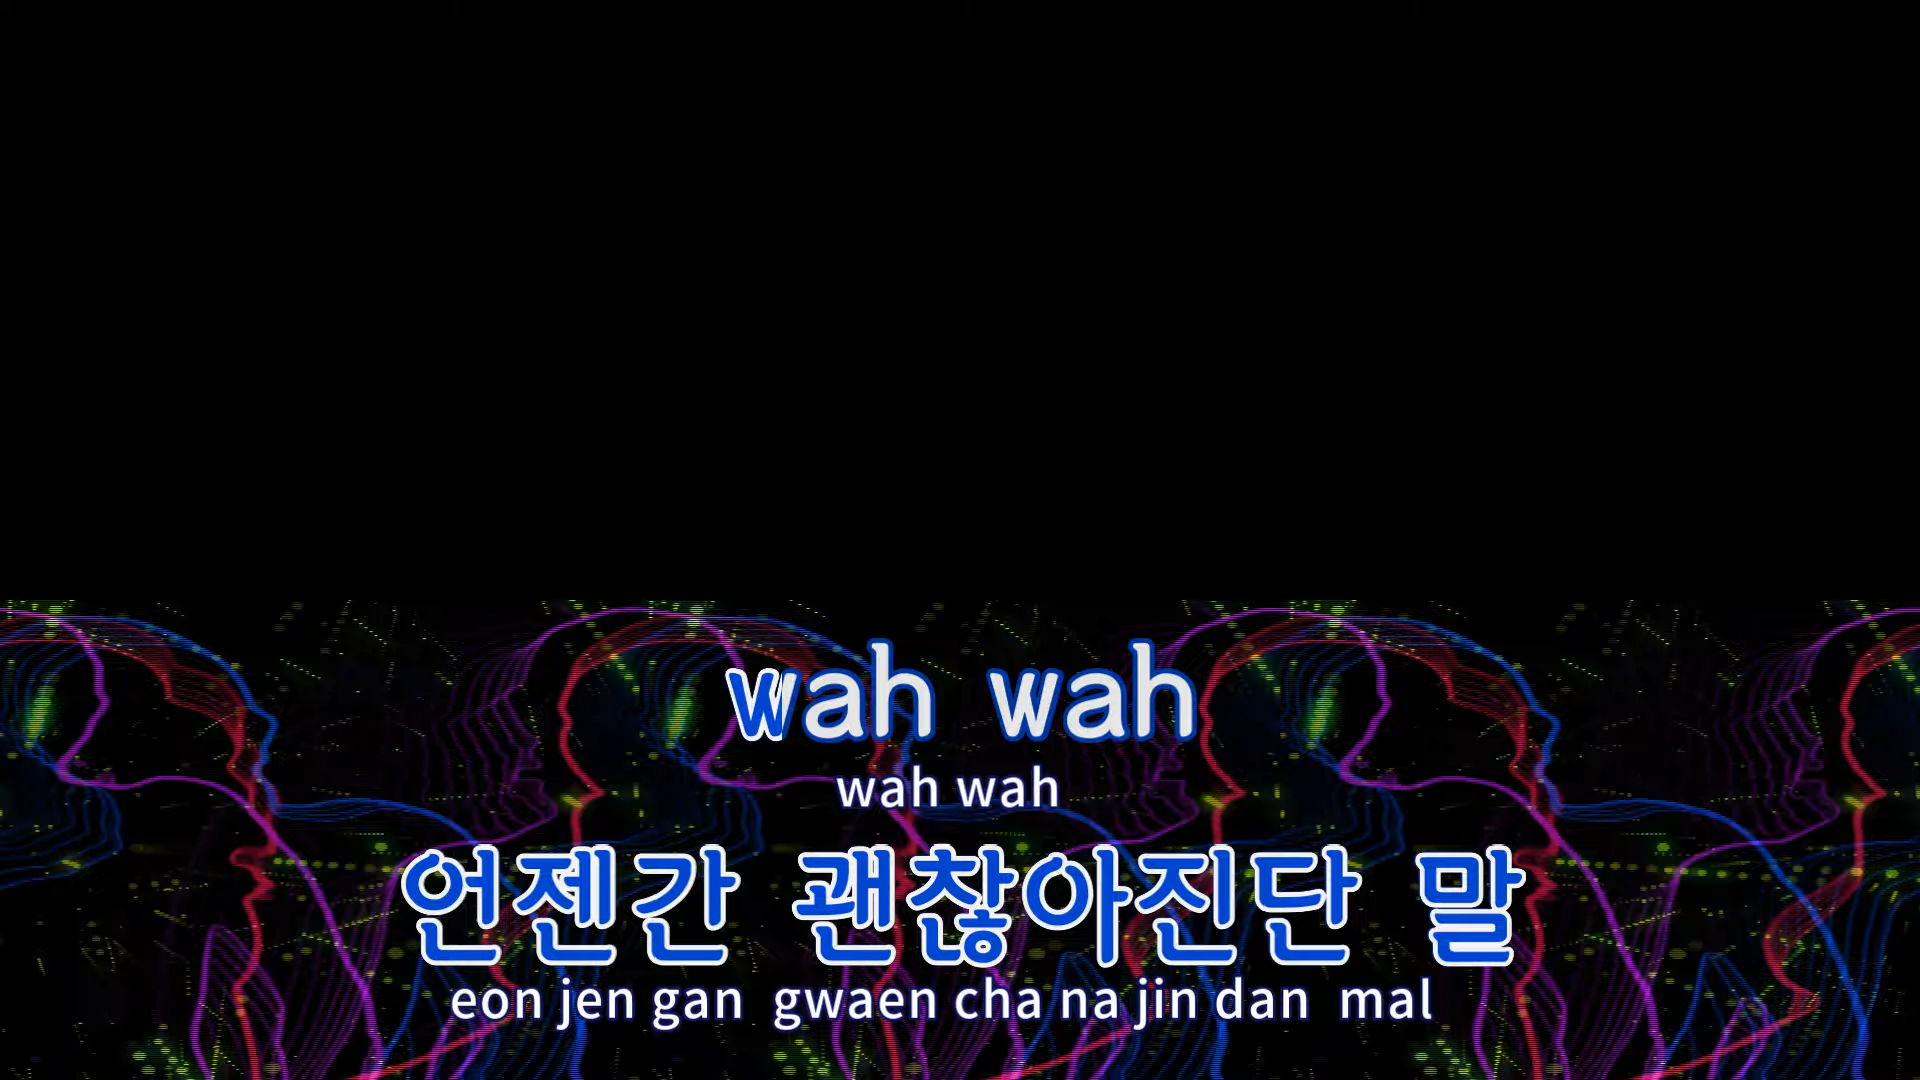 wah wah
wah wah
언젠간 괜찮아진단 말
eon jen gan gwaen cha na jin dan mal